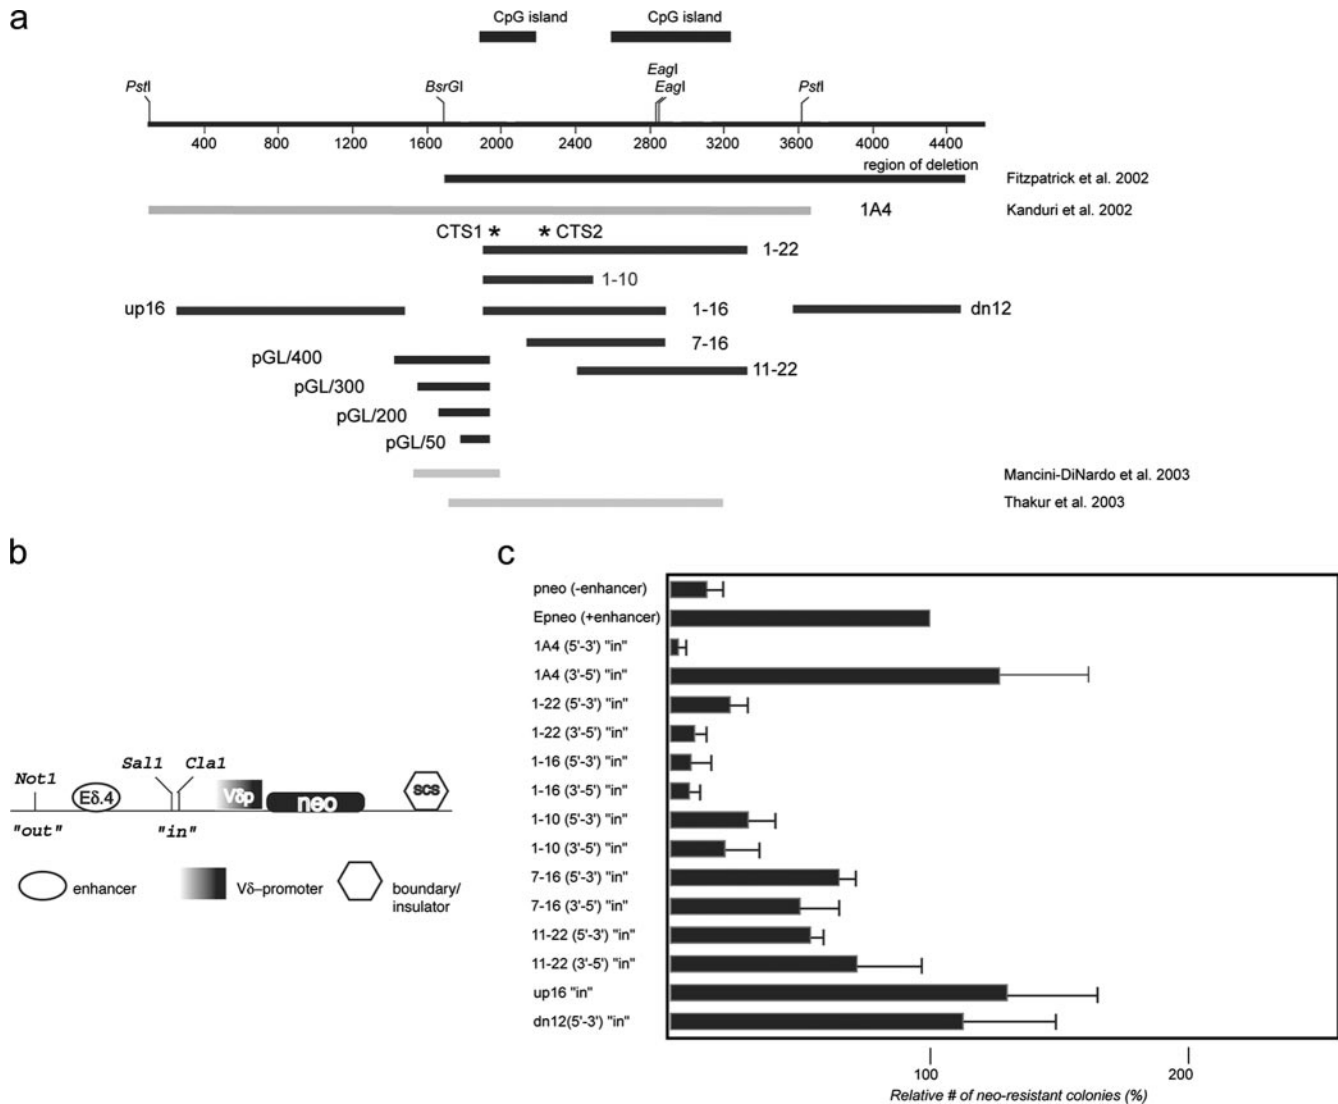 a
CpG island
CpG island
PstI
BsrGI
EagI
EagI
PstI
400
800
1200
1600
2000
2400
2800
3200
3600
4000
4400
region of deletion
Fitzpatrick et al. 2002
1A4
Kanduri et al. 2002
CTS1 *
* CTS2
1-22
1-10
up16
1-16
dn12
7-16
pGL/400
11-22
pGL/300
pGL/200
pGL/50
Mancini-DiNardo et al. 2003
Thakur et al. 2003
b
Not1
Eδ.4
Sal1
Cla1
Vδp
neo
scs
"out"
"in"
enhancer
Vδ–promoter
boundary/
insulator
c
pneo (-enhancer)
Epneo (+enhancer)
1A4 (5'-3') "in"
1A4 (3'-5') "in"
1-22 (5'-3') "in"
1-22 (3'-5') "in"
1-16 (5'-3') "in"
1-16 (3'-5') "in"
1-10 (5'-3') "in"
1-10 (3'-5') "in"
7-16 (5'-3') "in"
7-16 (3'-5') "in"
11-22 (5'-3') "in"
11-22 (3'-5') "in"
up16 "in"
dn12(5'-3') "in"
100
200
Relative # of neo-resistant colonies (%)